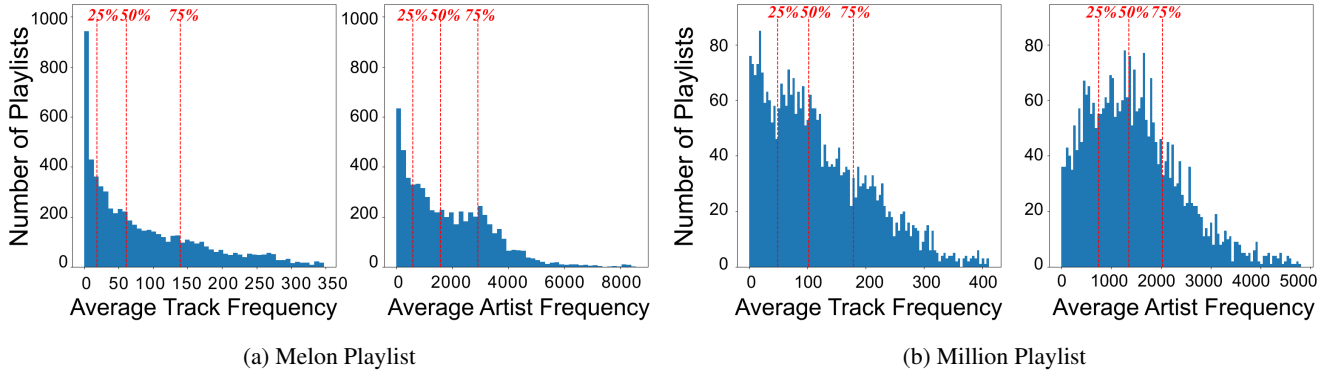 25% 50% 75%
1000
800
600
400
200
0
Number of Playlists
0 50 100 150 200 250 300 350
Average Track Frequency
25% 50% 75%
1000
800
600
400
200
0
0 2000 4000 6000 8000
Average Artist Frequency
(a) Melon Playlist
25% 50% 75%
80
60
40
20
0
Number of Playlists
0 100 200 300 400
Average Track Frequency
25% 50% 75%
80
60
40
20
0
0 1000 2000 3000 4000 5000
Average Artist Frequency
(b) Million Playlist